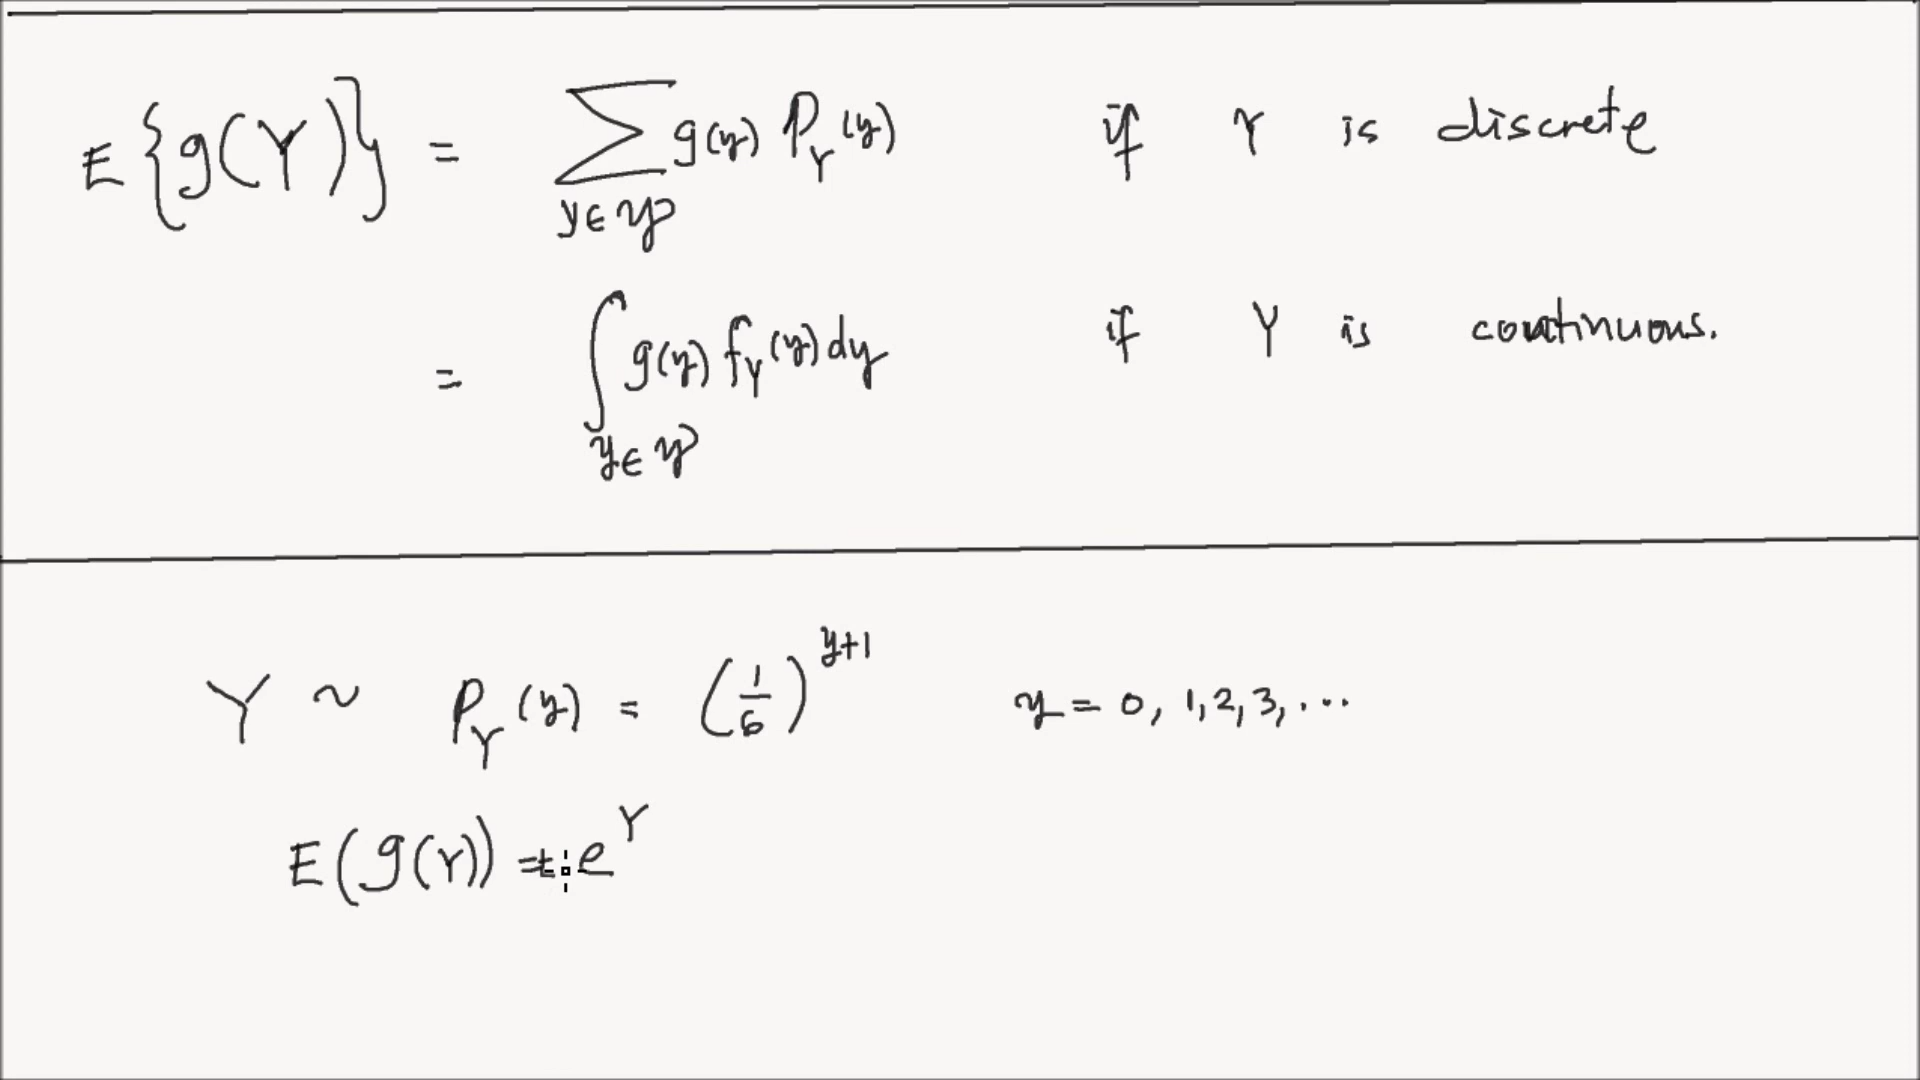 E{g(Y)} = ∑_{y∈𝒴} g(y) P_Y(y) if Y is discrete
= ∫_{y∈𝒴} g(y) f_Y(y) dy if Y is continuous.
Y ~ P_Y(y) = (1/6)^{y+1} y = 0, 1, 2, 3, ...
E(g(Y)) = e^Y